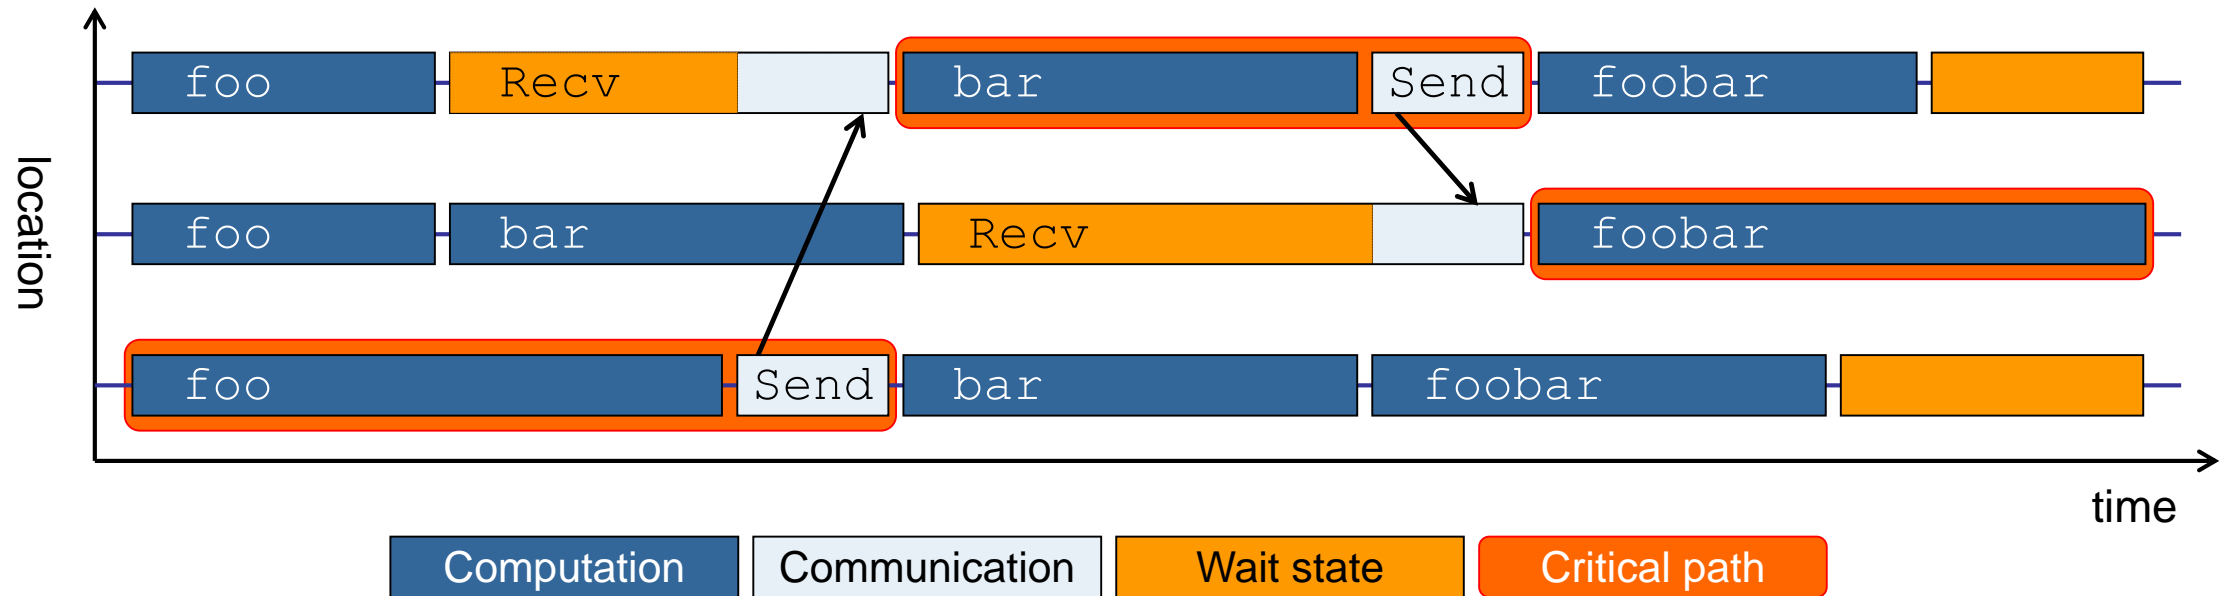 foo Recv bar Send foobar
location
foo bar Recv foobar
foo Send bar foobar
time
Computation Communication Wait state Critical path